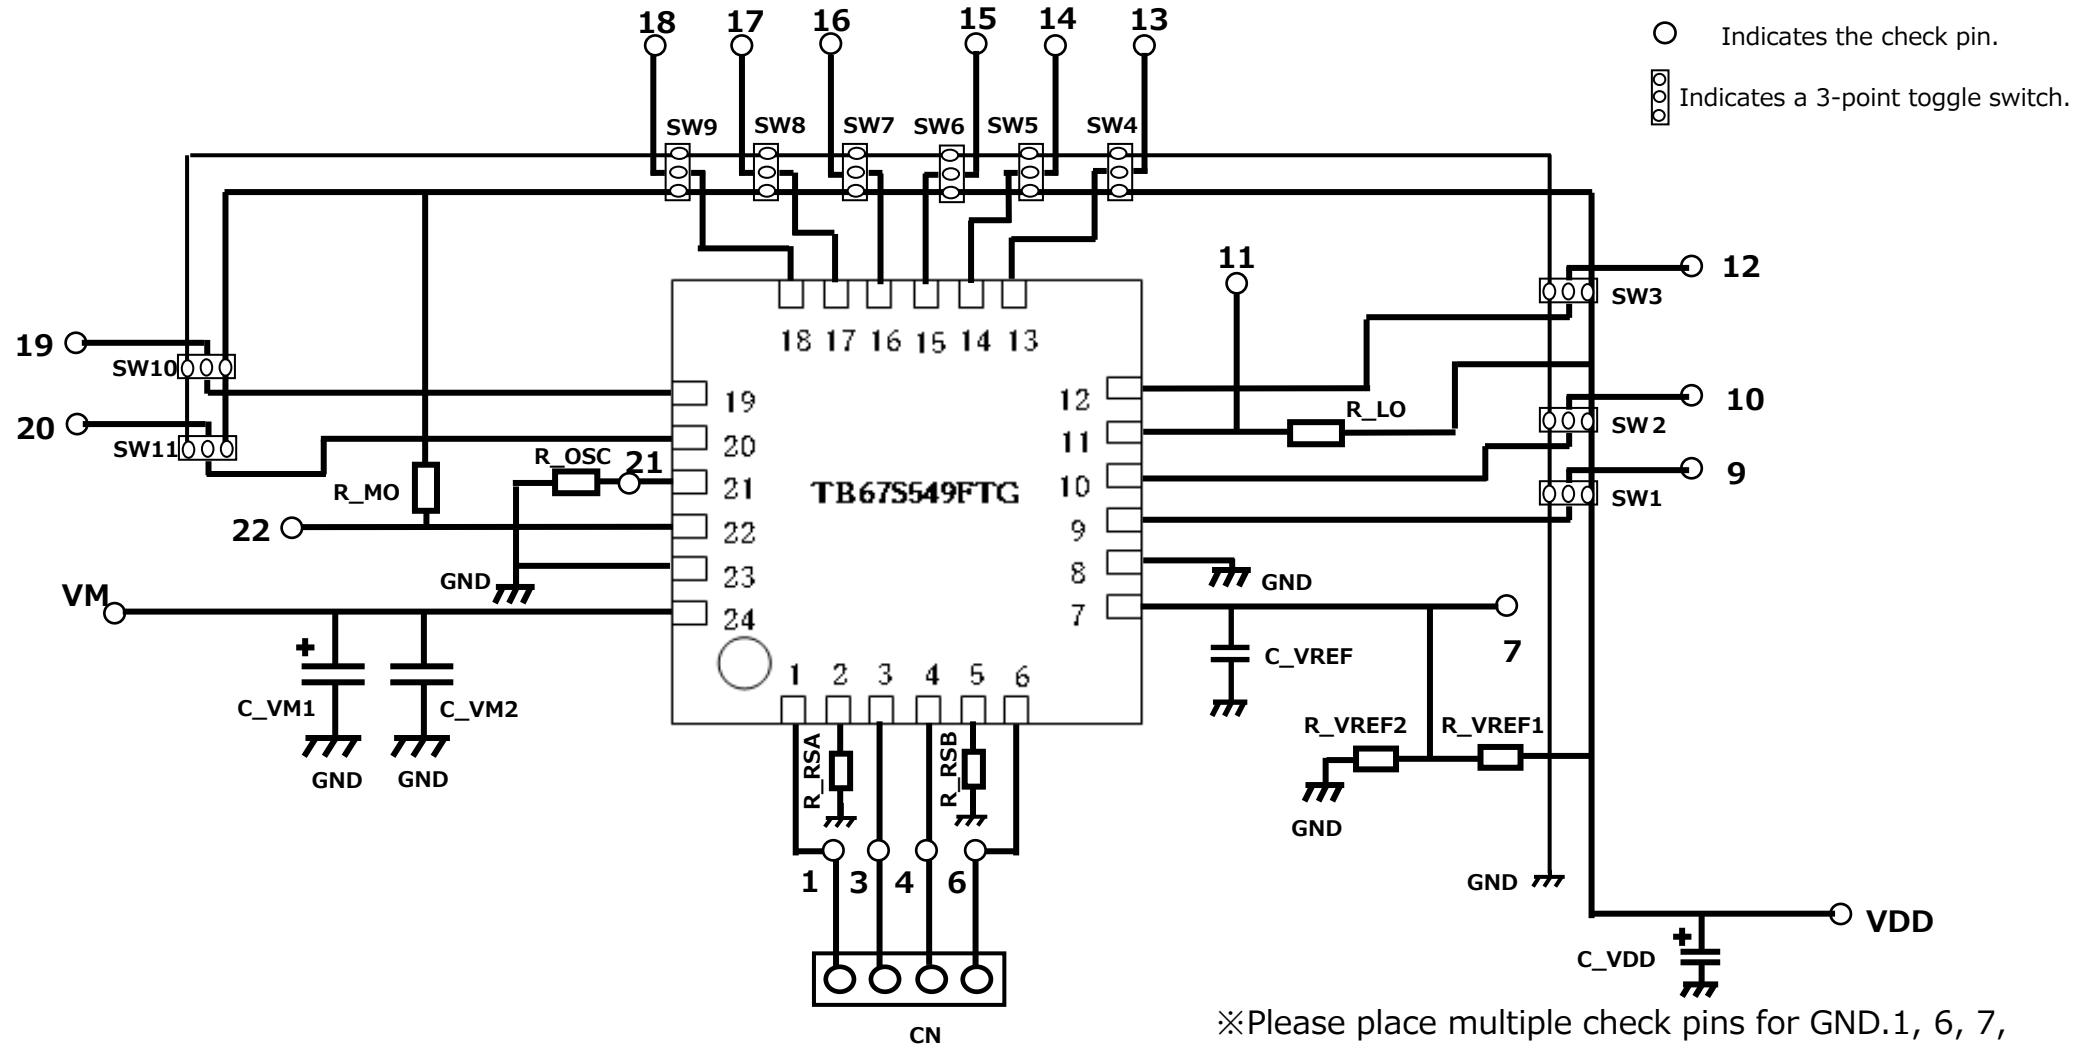 18 17 16 15 14 13
Indicates the check pin.
Indicates a 3-point toggle switch.
SW9 SW8 SW7 SW6 SW5 SW4
11
12
SW3
19
SW10
18 17 16 15 14 13
20
SW11
19
20
21
22
23
24
12
11
10
9
8
7
R_LO
10
SW2
R_OSC 21
R_MO
TB67S549FTG
9
SW1
22
GND
GND
VM
C_VREF
7
1 2 3 4 5 6
C_VM1
C_VM2
GND
GND
R_RSA
R_RSB
R_VREF2 R_VREF1
GND
1 3 4 6
GND
VDD
C_VDD
CN
※Please place multiple check pins for GND.1, 6, 7,